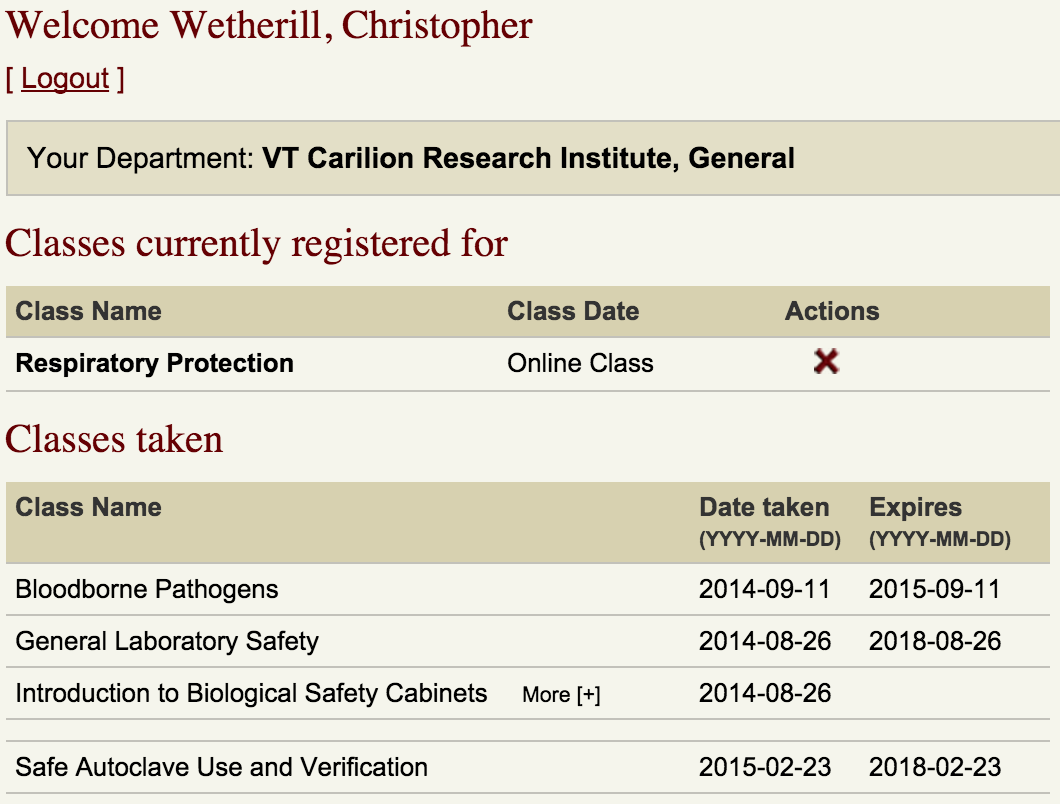 Welcome Wetherill, Christopher
[ Logout ]
Your Department: VT Carilion Research Institute, General
Classes currently registered for
Class Name Class Date Actions
Respiratory Protection Online Class
Classes taken
Class Name Date taken Expires
(YYYY-MM-DD) (YYYY-MM-DD)
Bloodborne Pathogens 2014-09-11 2015-09-11
General Laboratory Safety 2014-08-26 2018-08-26
Introduction to Biological Safety Cabinets More [+] 2014-08-26
Safe Autoclave Use and Verification 2015-02-23 2018-02-23